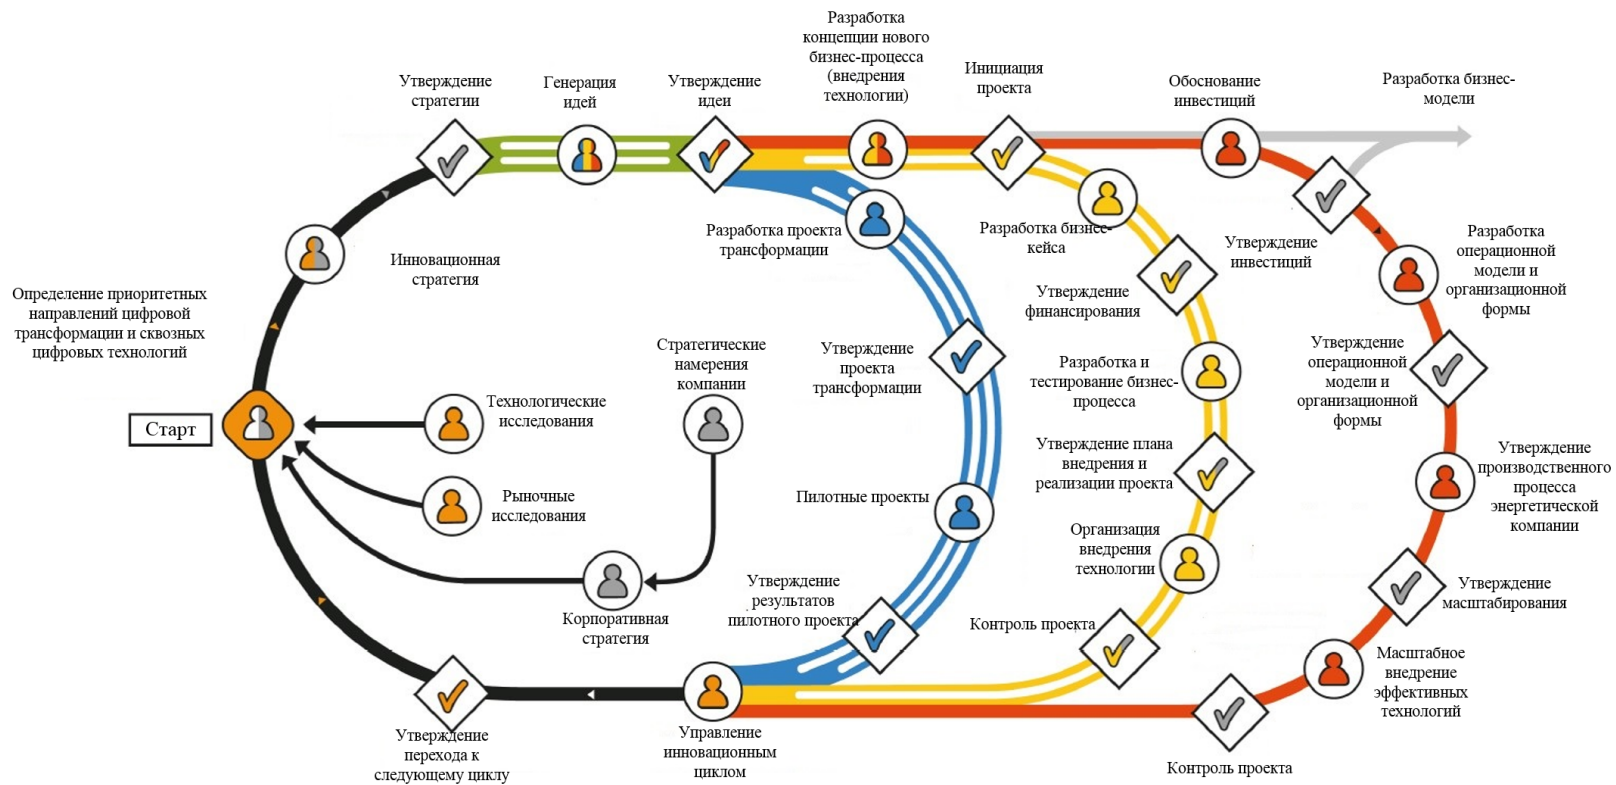 Утверждение
стратегии
Генерация
идей
Утверждение
идеи
Разработка
концепции нового
бизнес-процесса
(внедрения
технологии)
Инициация
проекта
Обоснование
инвестиций
Разработка бизнес-
модели
Инновационная
стратегия
Разработка проекта
трансформации
Разработка бизнес-
кейса
Утверждение
инвестиций
Разработка
операционной
модели и
организационной
формы
Определение приоритетных
направлений цифровой
трансформации и сквозных
цифровых технологий
Утверждение
финансирования
Стратегические
намерения
компании
Утверждение
проекта
трансформации
Разработка и
тестирование бизнес-
процесса
Утверждение
операционной
модели и
организационной
формы
Старт
Технологические
исследования
Рыночные
исследования
Пилотные проекты
Утверждение плана
внедрения и
реализации проекта
Утверждение
производственного
процесса
энергетической
компании
Организация
внедрения
технологии
Утверждение
результатов
пилотного проекта
Утверждение
масштабирования
Корпоративная
стратегия
Контроль проекта
Масштабное
внедрение
эффективных
технологий
Утверждение
перехода к
следующему циклу
Управление
инновационным
циклом
Контроль проекта